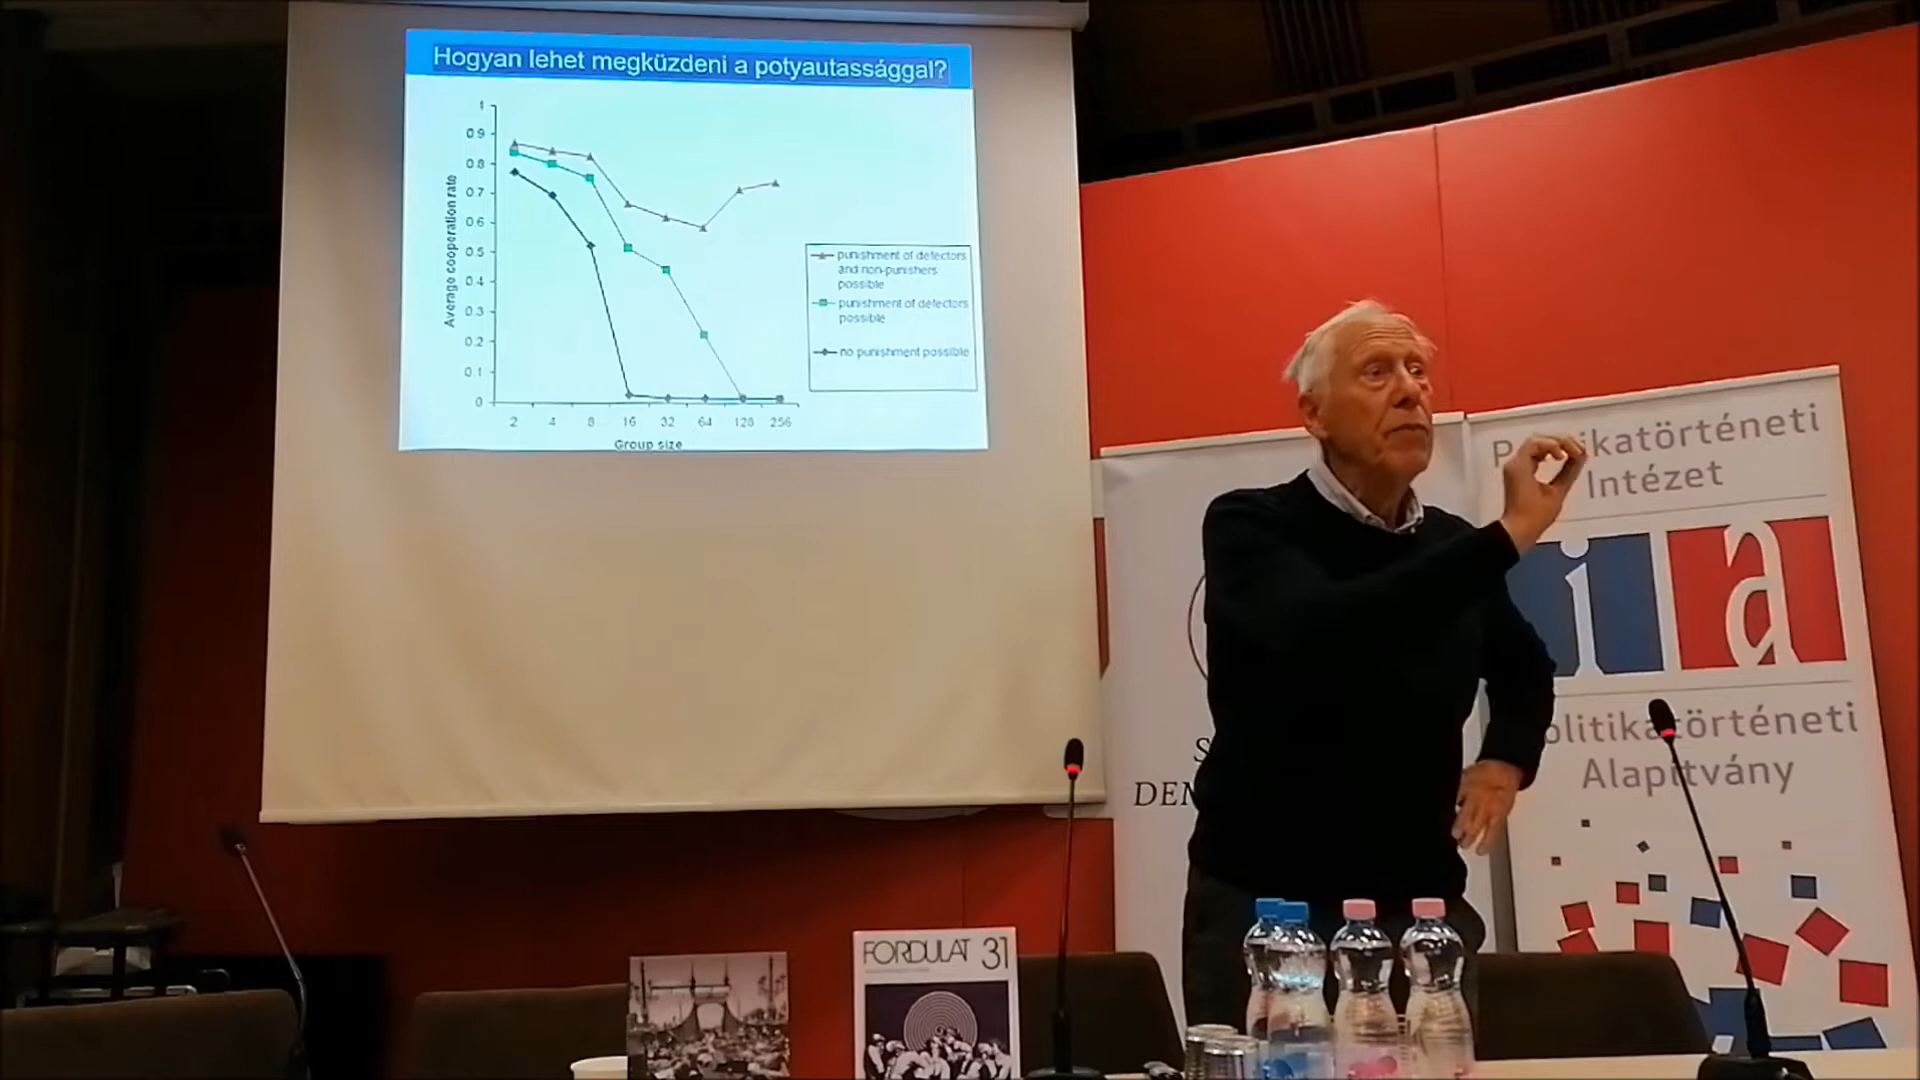 Hogyan lehet megküzdeni a potyautassággal?
1
0.9
0.8
0.7
0.6
0.5
0.4
0.3
0.2
0.1
0
Average cooperation rate
2 4 8 16 32 64 128 256
Group size
punishment of defectors
and non-punishers
possible
punishment of defectors
possible
no punishment possible
P ikatörténeti
Intézet
i a
olitikatörténeti
Alapítvány
S
DEN
FORDULAT 31